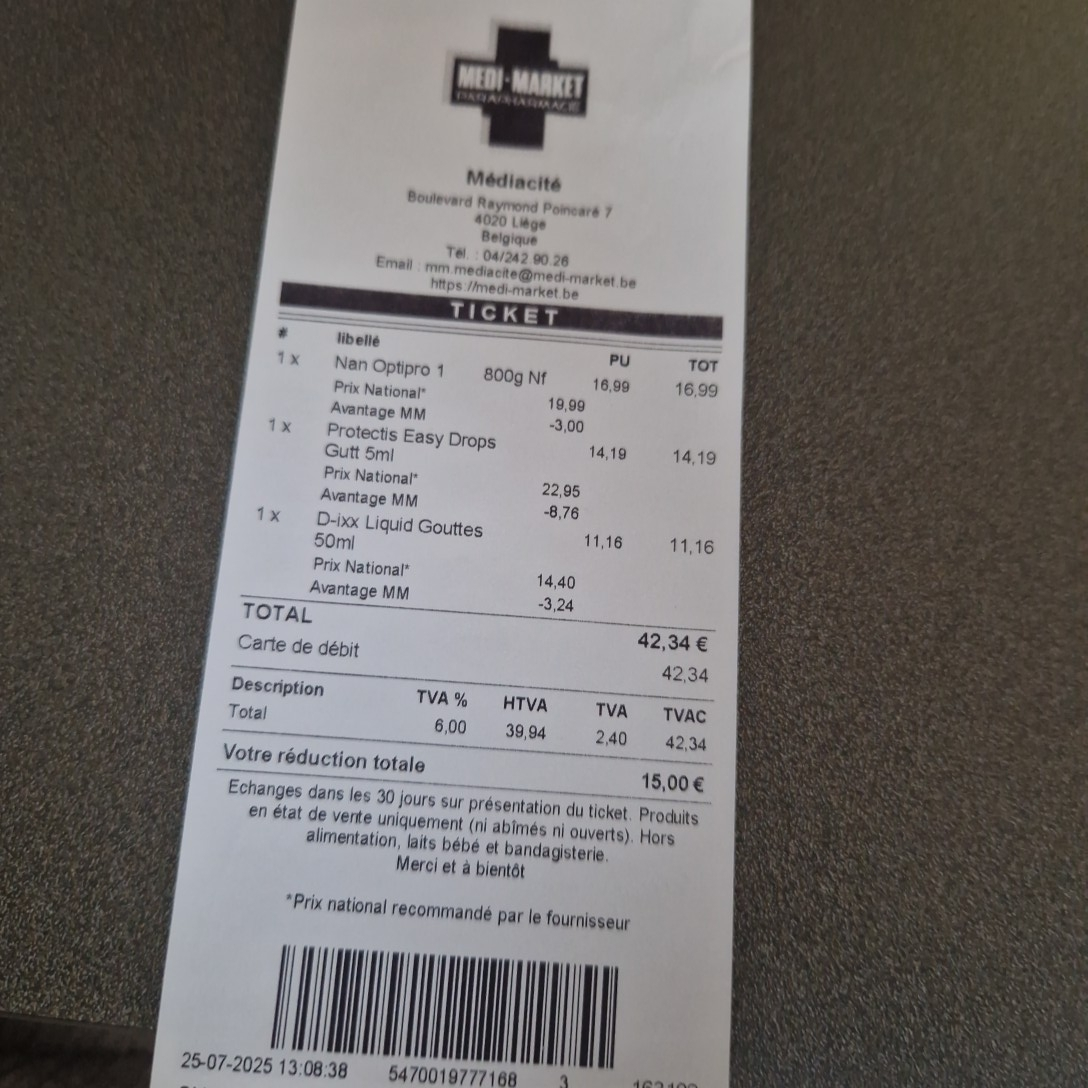 MEDI-MARKET
PARAPHARMACIE
Médiacité
Boulevard Raymond Poincaré 7
4020 Liège
Belgique
Tél. : 04/242 90 26
Email : mm.mediacite@medi-market.be
https://medi-market.be
TICKET
# libellé PU TOT
1 x Nan Optipro 1 800g Nf 16,99 16,99
Prix National* 19,99
Avantage MM -3,00
1 x Protectis Easy Drops 14,19 14,19
Gutt 5ml
Prix National* 22,95
Avantage MM -8,76
1 x D-ixx Liquid Gouttes 11,16 11,16
50ml
Prix National* 14,40
Avantage MM -3,24
TOTAL 42,34 €
Carte de débit 42,34
Description TVA % HTVA TVA TVAC
Total 6,00 39,94 2,40 42,34
Votre réduction totale 15,00 €
Echanges dans les 30 jours sur présentation du ticket. Produits
en état de vente uniquement (ni abîmés ni ouverts). Hors
alimentation, laits bébé et bandagisterie.
Merci et à bientôt
*Prix national recommandé par le fournisseur
25-07-2025 13:08:38 5470019777168 3